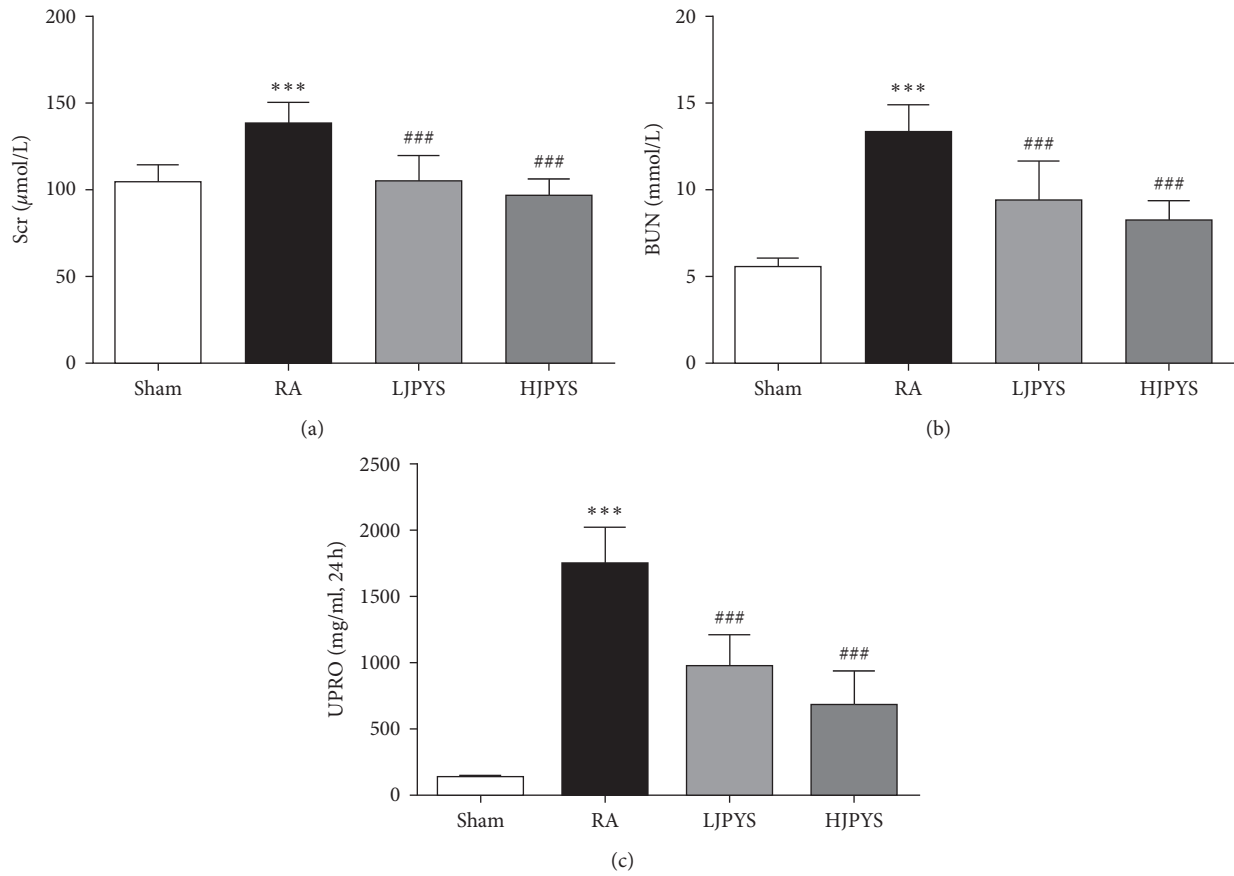 200
150
100
50
0
Scr (μmol/L)
***
###
###
Sham RA LJPYS HJPYS
(a)
20
15
10
5
0
BUN (mmol/L)
***
###
###
Sham RA LJPYS HJPYS
(b)
2500
2000
1500
1000
500
0
UPRO (mg/ml, 24 h)
***
###
###
Sham RA LJPYS HJPYS
(c)